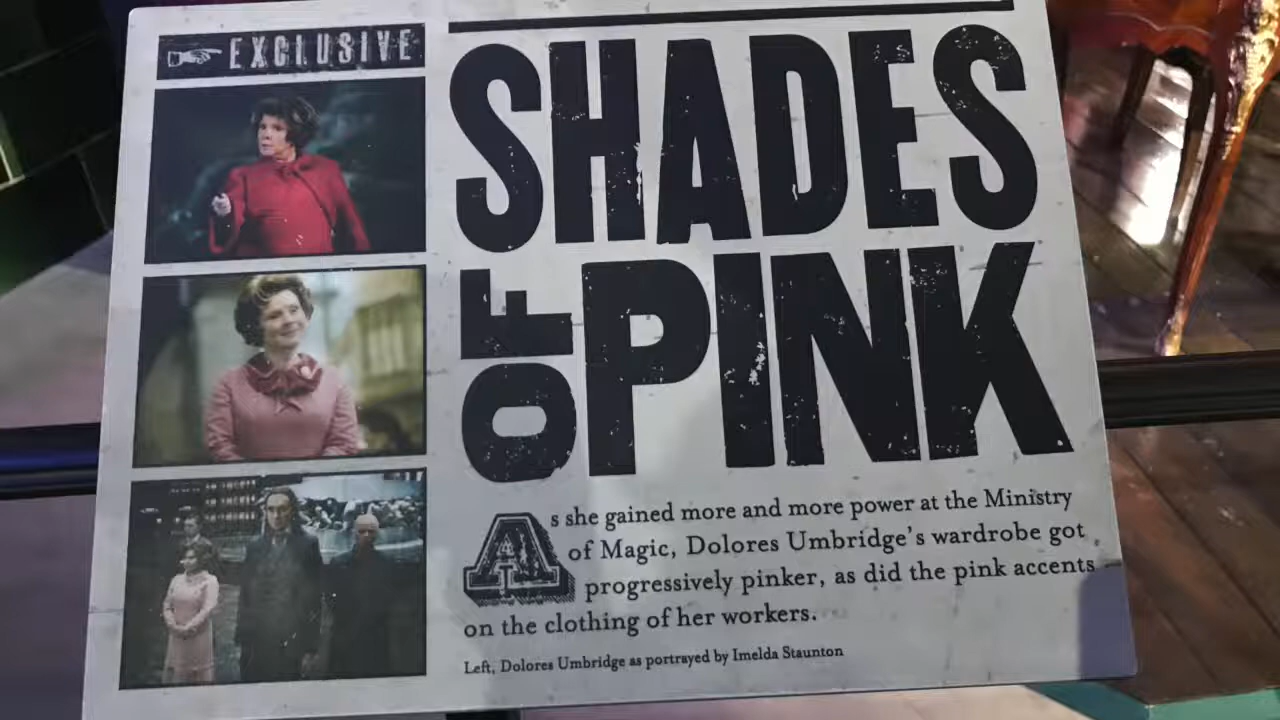 EXCLUSIVE
SHADES
OF PINK
As she gained more and more power at the Ministry
of Magic, Dolores Umbridge's wardrobe got
progressively pinker, as did the pink accents
on the clothing of her workers.
Left, Dolores Umbridge as portrayed by Imelda Staunton